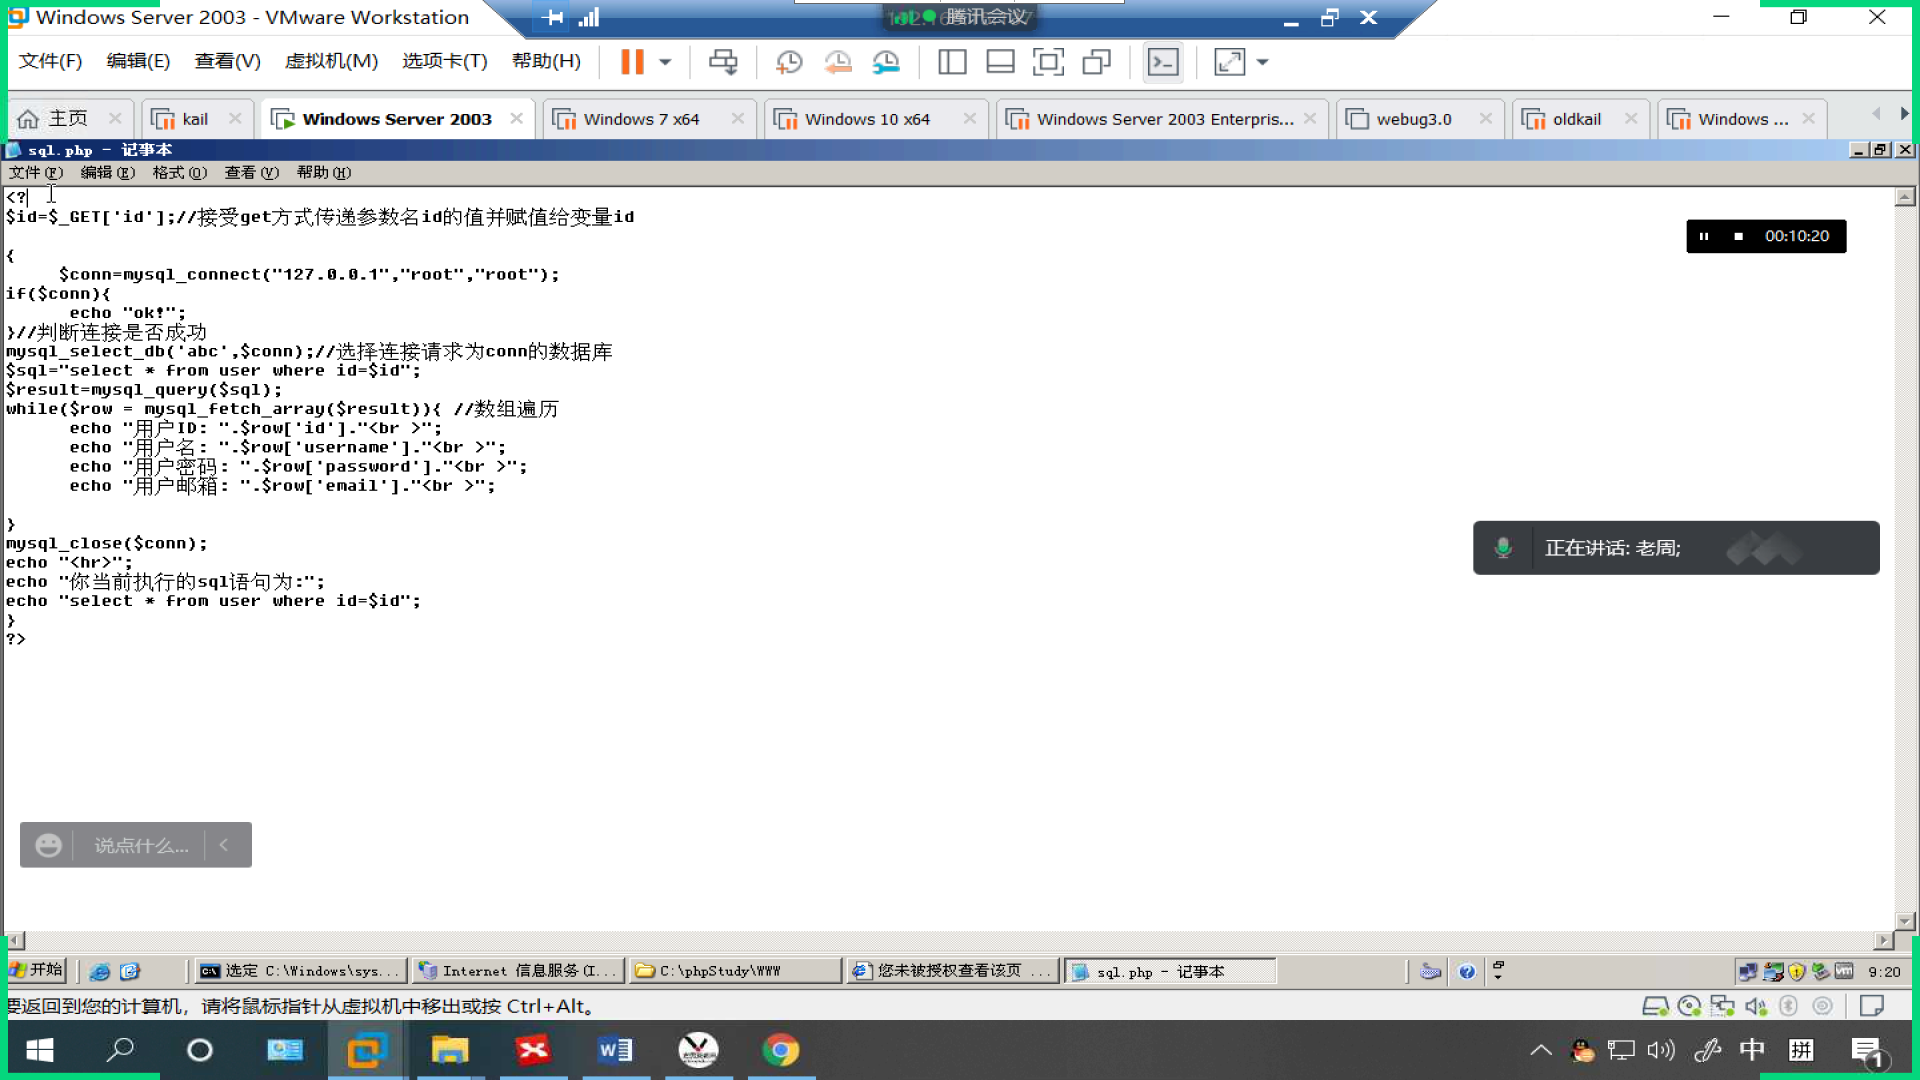 Windows Server 2003 - VMware Workstation
腾讯会议
文件(F) 编辑(E) 查看(V) 虚拟机(M) 选项卡(T) 帮助(H)
主页 kail Windows Server 2003 Windows 7 x64 Windows 10 x64 Windows Server 2003 Enterpris... webug3.0 oldkail Windows ...
sql.php - 记事本
文件(F) 编辑(E) 格式(O) 查看(V) 帮助(H)
<?
$id=$_GET['id'];//接受get方式传递参数名id的值并赋值给变量id
00:10:20
{
$conn=mysql_connect("127.0.0.1","root","root");
if($conn){
echo "ok!";
}//判断连接是否成功
mysql_select_db('abc',$conn);//选择连接请求为conn的数据库
$sql="select * from user where id=$id";
$result=mysql_query($sql);
while($row = mysql_fetch_array($result)){ //数组遍历
echo "用户ID: ".$row['id']."<br >";
echo "用户名: ".$row['username']."<br >";
echo "用户密码: ".$row['password']."<br >";
echo "用户邮箱: ".$row['email']."<br >";
}
mysql_close($conn);
正在讲话: 老周;
echo "<hr>";
echo "你当前执行的sql语句为:";
echo "select * from user where id=$id";
}
?>
说点什么...
开始 选定 C:\Windows\sys... Internet 信息服务(I... C:\phpStudy\WWW 您未被授权查看该页 ... sql.php - 记事本 9:20
要返回到您的计算机，请将鼠标指针从虚拟机中移出或按 Ctrl+Alt。
中 拼 1